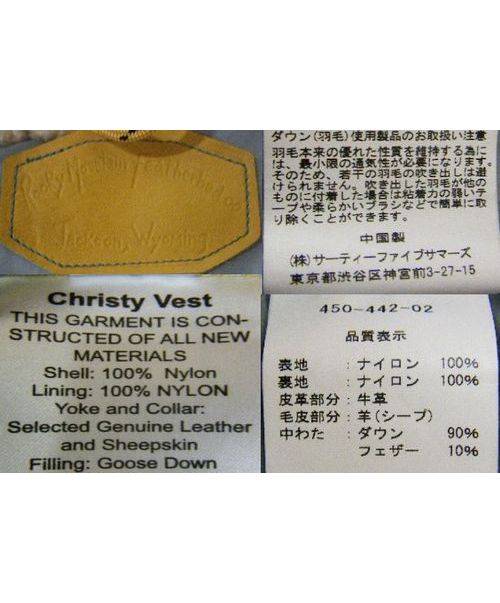 Rocky Mountain Featherbed Co
Jackson, Wyoming
ダウン(羽毛)使用製品のお取扱い注意
羽毛本来の優れた性質を維持する為に
は、最小限の通気性が必要になります。
そのため、若干の羽毛の吹き出しは避
けられません。吹き出した羽毛が他の
ものに付着した場合は粘着力の弱いテ
ープや柔らかいブラシなどで簡単に取
り除くことができます。
中国製
(株)サーティーファイブサマーズ
東京都渋谷区神宮前3-27-15
Christy Vest
THIS GARMENT IS CON-
STRUCTED OF ALL NEW
MATERIALS
Shell: 100% Nylon
Lining: 100% NYLON
Yoke and Collar:
Selected Genuine Leather
and Sheepskin
Filling: Goose Down
450-442-02
品質表示
表地 : ナイロン 100%
裏地 : ナイロン 100%
皮革部分 : 牛革
毛皮部分 : 羊(シープ)
中わた : ダウン 90%
フェザー 10%